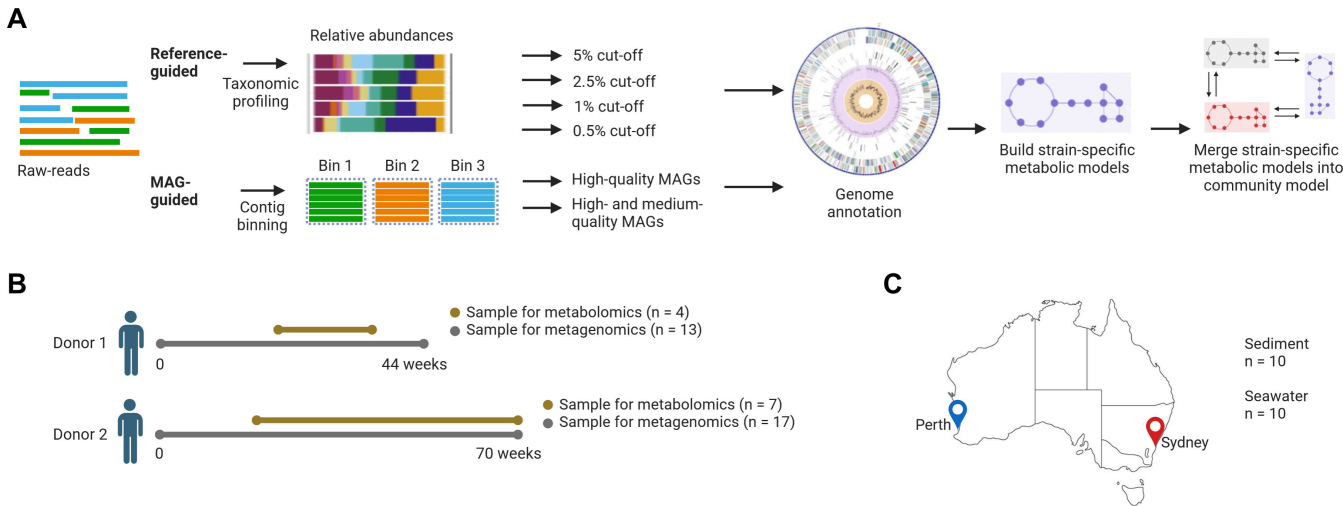 A
Reference-
guided
Taxonomic
profiling
Relative abundances
5% cut-off
2.5% cut-off
1% cut-off
0.5% cut-off
Raw-reads
MAG-
guided
Contig
binning
Bin 1
Bin 2
Bin 3
High-quality MAGs
High- and medium-
quality MAGs
Genome
annotation
Build strain-specific
metabolic models
Merge strain-specific
metabolic models into
community model
B
Donor 1
0
44 weeks
Sample for metabolomics (n = 4)
Sample for metagenomics (n = 13)
Donor 2
0
70 weeks
Sample for metabolomics (n = 7)
Sample for metagenomics (n = 17)
C
Perth
Sydney
Sediment
n = 10
Seawater
n = 10